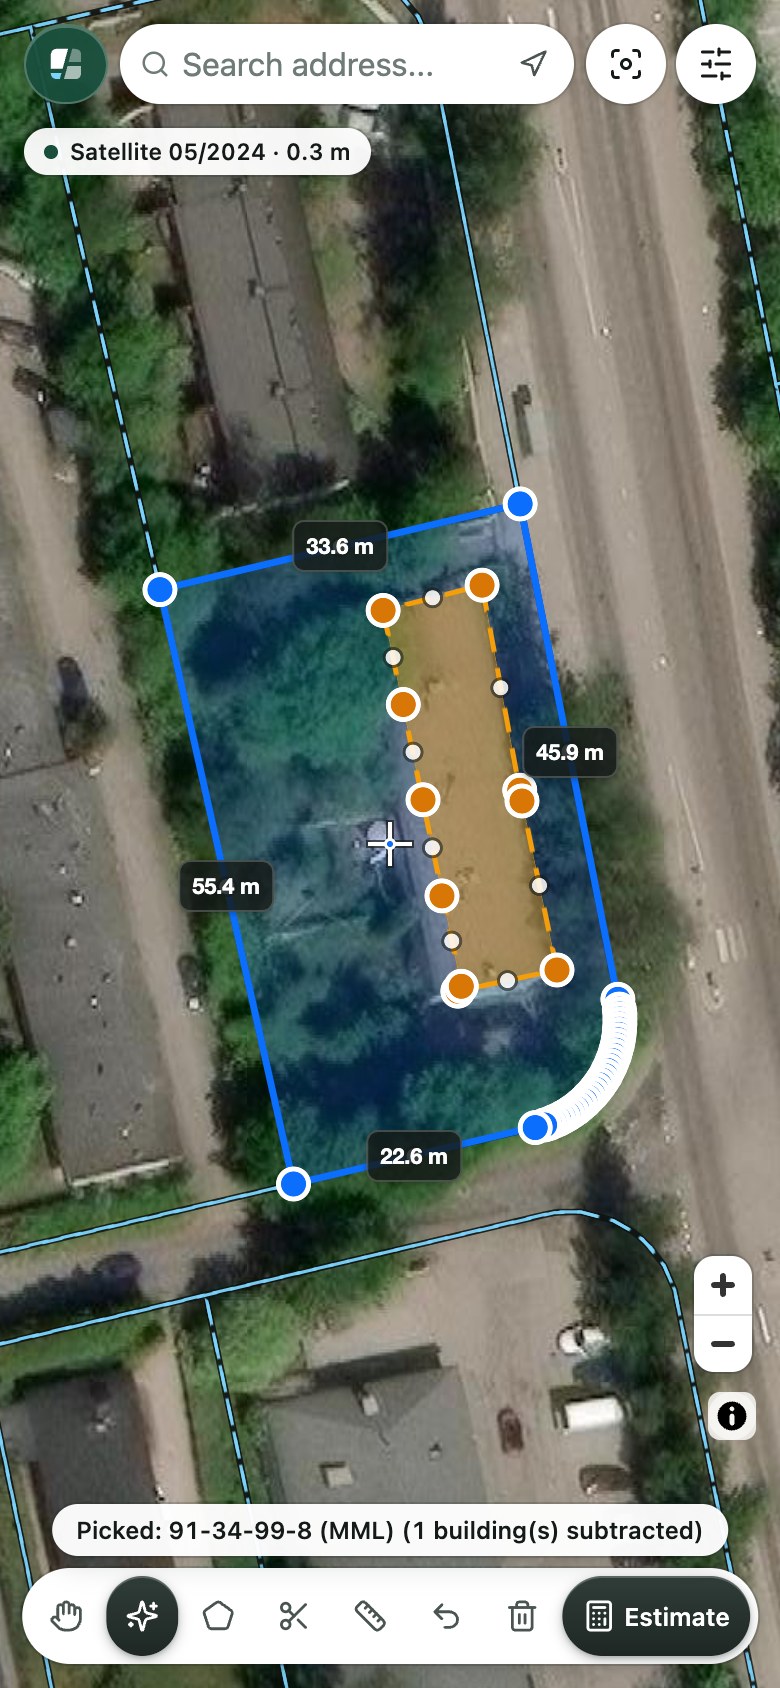 Search address...
Satellite 05/2024 · 0.3 m
33.6 m
45.9 m
55.4 m
22.6 m
Picked: 91-34-99-8 (MML) (1 building(s) subtracted)
Estimate